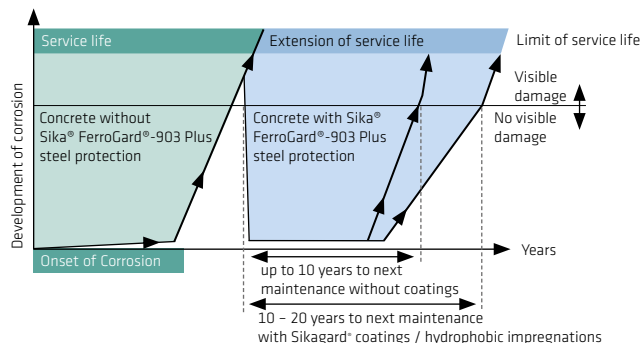 Service life
Extension of service life
Limit of service life
Visible
damage
No visible
damage
Concrete without
Sika® FerroGard®-903 Plus
steel protection
Concrete with Sika®
FerroGard®-903 Plus
steel protection
Development of corrosion
Years
Onset of Corrosion
up to 10 years to next
maintenance without coatings
10 – 20 years to next maintenance
with Sikagard® coatings / hydrophobic impregnations